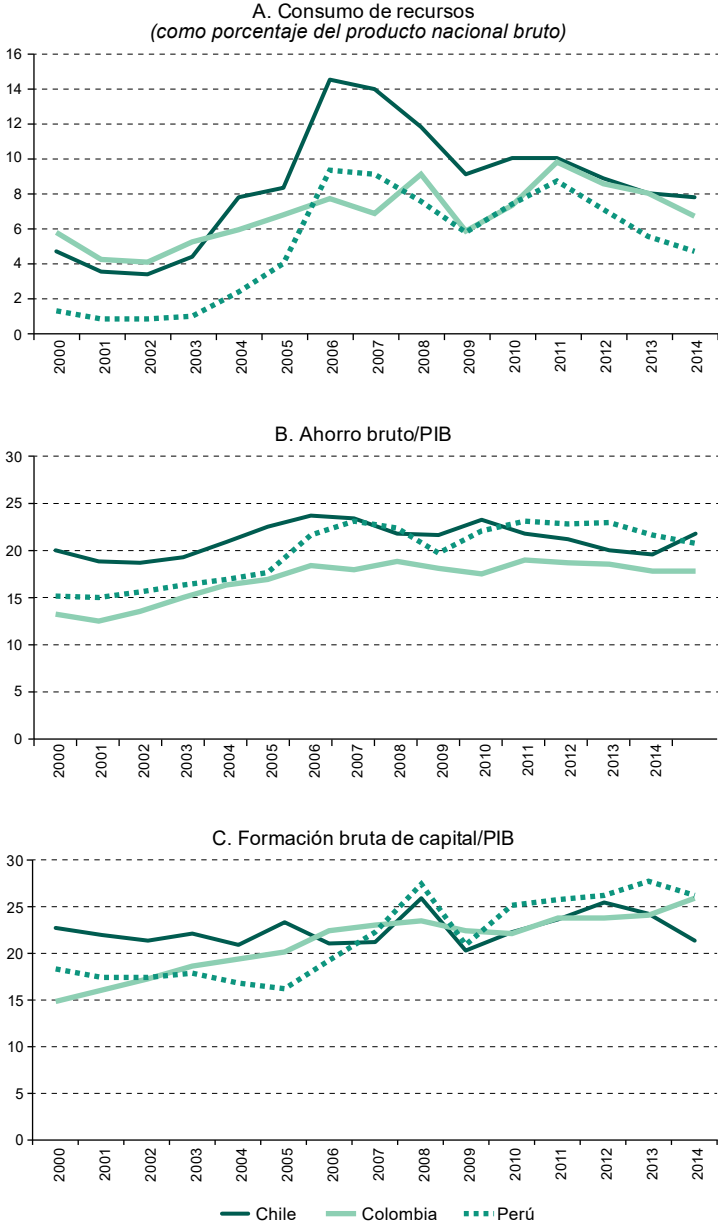 A. Consumo de recursos
(como porcentaje del producto nacional bruto)
16
14
12
10
8
6
4
2
0
2000 2001 2002 2003 2004 2005 2006 2007 2008 2009 2010 2011 2012 2013 2014
B. Ahorro bruto/PIB
30
25
20
15
10
5
0
2000 2001 2002 2003 2004 2005 2006 2007 2008 2009 2010 2011 2012 2013 2014
C. Formación bruta de capital/PIB
30
25
20
15
10
5
0
2000 2001 2002 2003 2004 2005 2006 2007 2008 2009 2010 2011 2012 2013 2014
Chile Colombia Perú